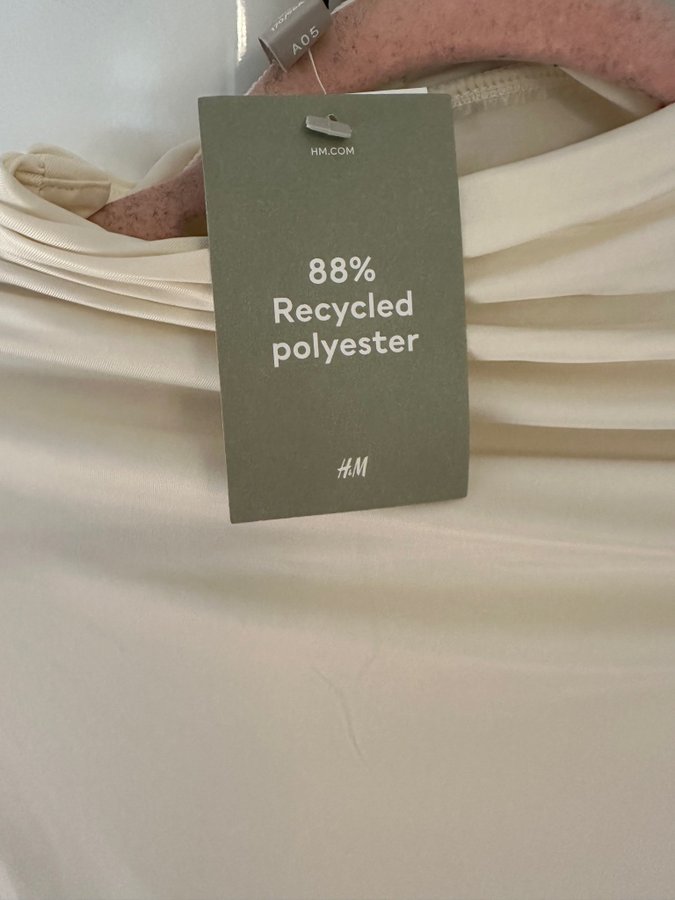 A05
HM.COM
88%
Recycled
polyester
H&M